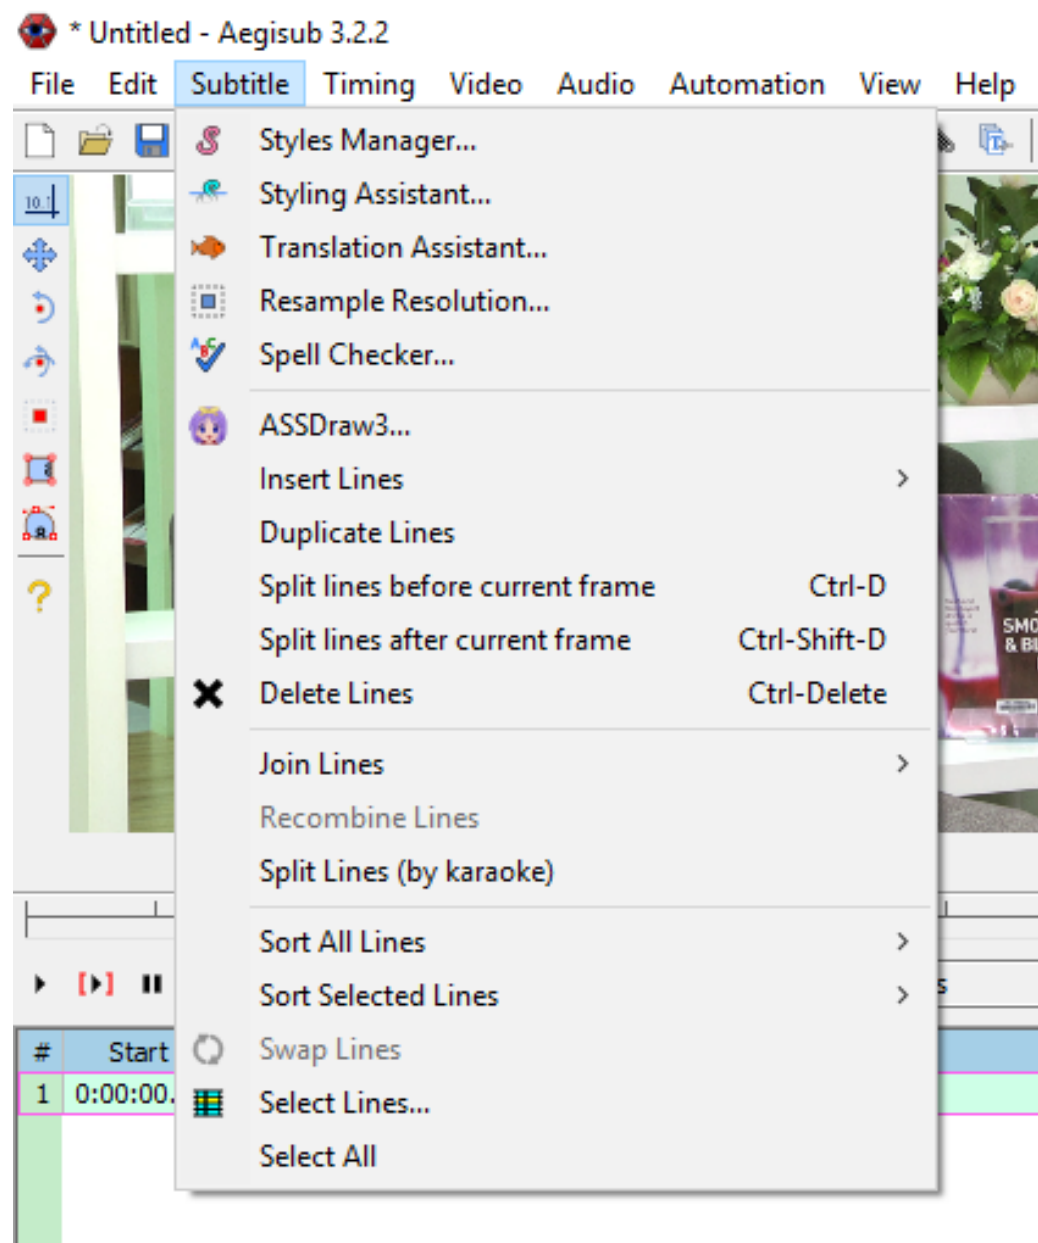 * Untitled - Aegisub 3.2.2
File Edit Subtitle Timing Video Audio Automation View Help
Styles Manager...
Styling Assistant...
Translation Assistant...
Resample Resolution...
Spell Checker...
ASSDraw3...
Insert Lines
Duplicate Lines
Split lines before current frame Ctrl-D
Split lines after current frame Ctrl-Shift-D
Delete Lines Ctrl-Delete
Join Lines
Recombine Lines
Split Lines (by karaoke)
Sort All Lines
Sort Selected Lines
Swap Lines
Select Lines...
Select All
# Start
1 0:00:00.
SMO
& BL